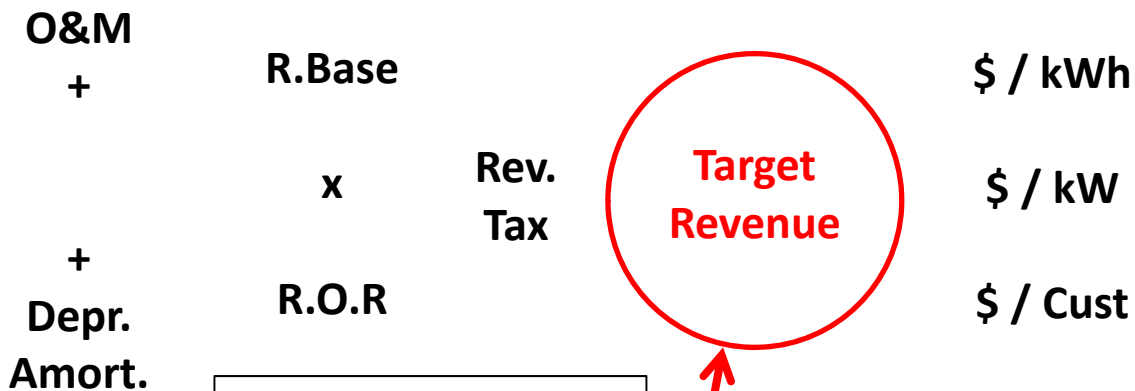 O&M
+
+
Depr.
Amort.
R.Base
x
R.O.R
Rev.
Tax
Target
Revenue
$ / kWh
$ / kW
$ / Cust